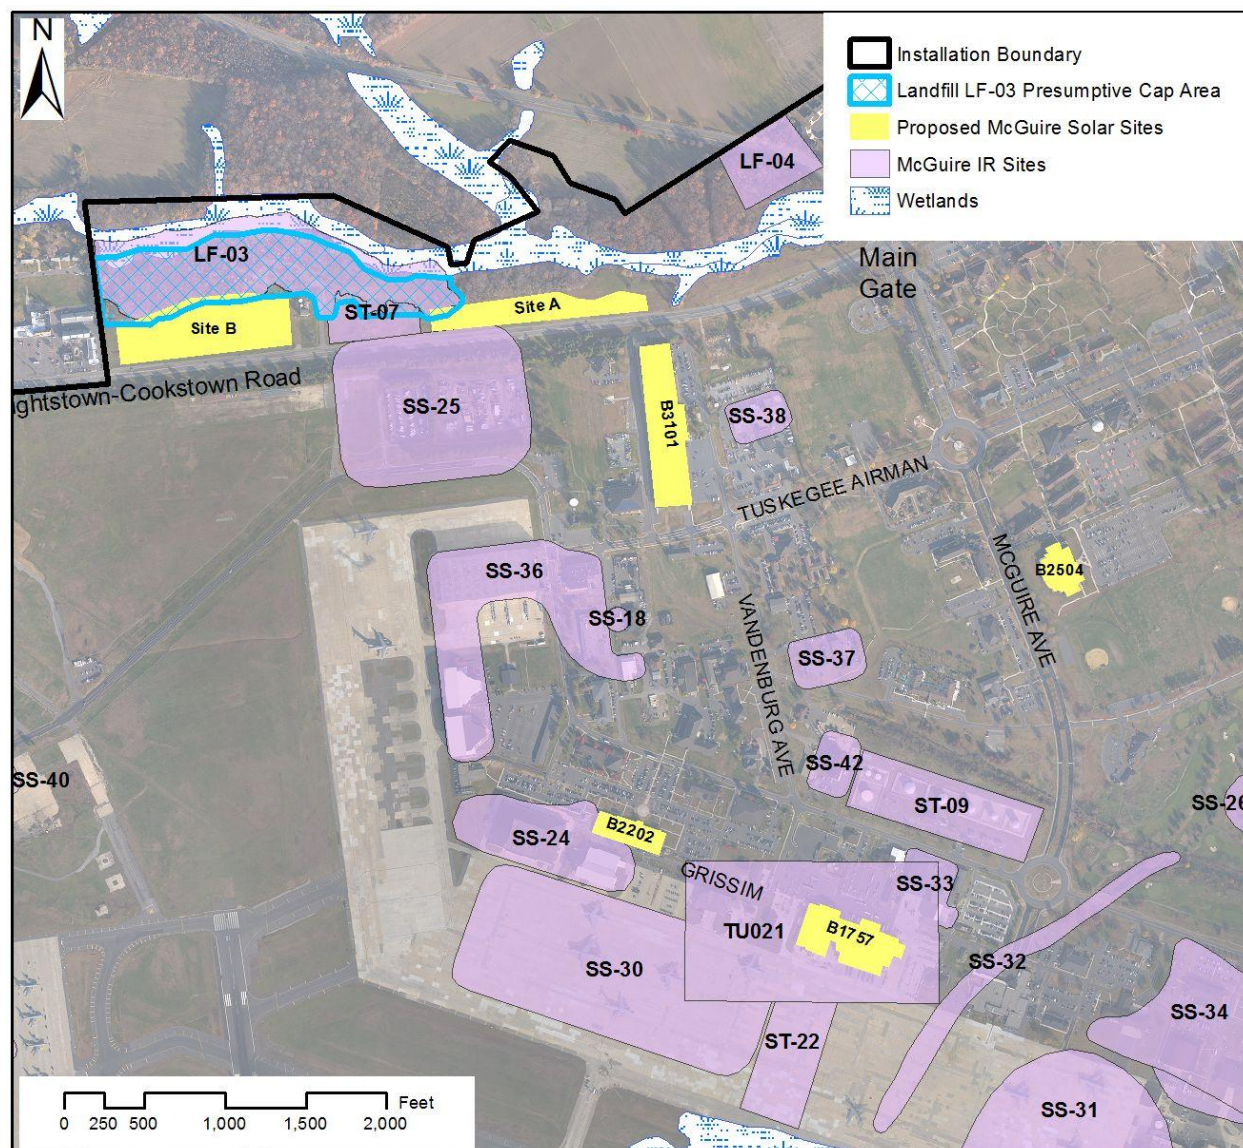 N
Installation Boundary
Landfill LF-03 Presumptive Cap Area
Proposed McGuire Solar Sites
McGuire IR Sites
Wetlands
LF-04
LF-03
Main
Gate
Site A
ST-07
Site B
ghtstown-Cookstown Road
SS-25
B3101
SS-38
TUSKEGEE AIRMAN
MCGUIRE AVE
B2504
SS-36
SS-18
VANDENBURG AVE
SS-37
SS-42
SS-40
ST-09
SS-26
SS-24
B2202
GRISSIM
SS-33
TU021
B1757
SS-30
SS-32
SS-34
ST-22
SS-31
Feet
0 250 500 1,000 1,500 2,000